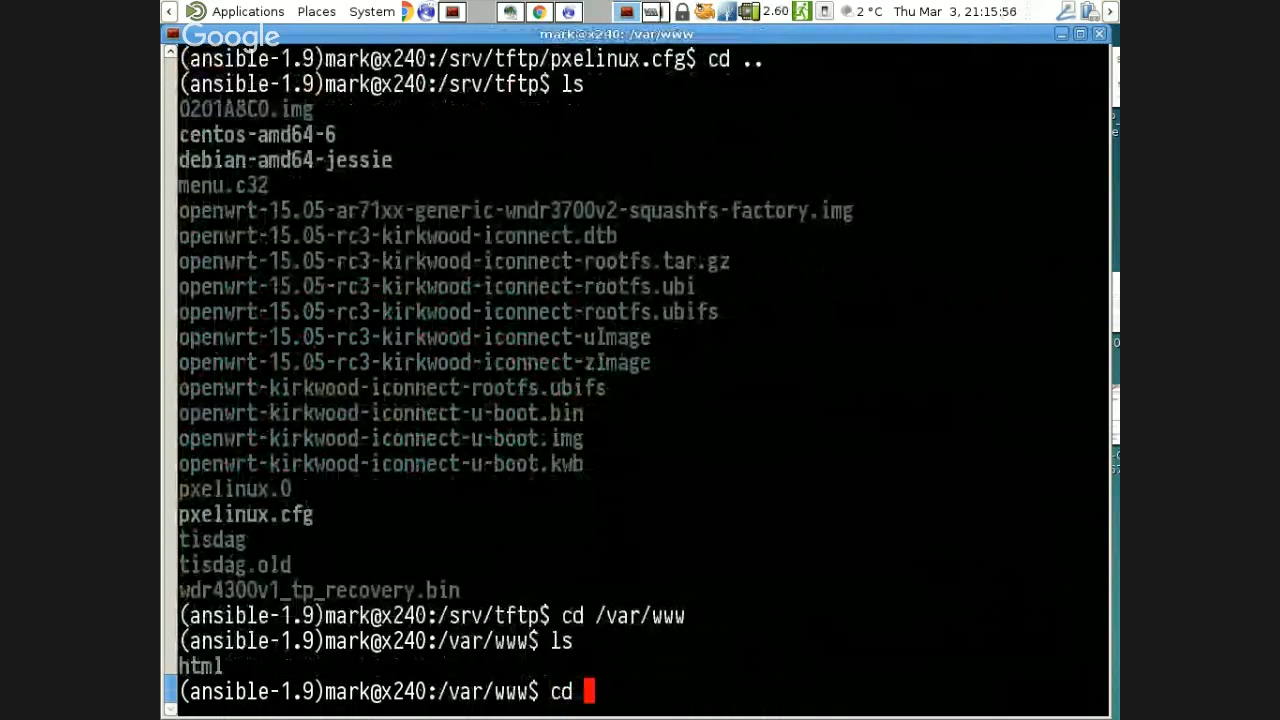 Applications Places System 2.60 2 °C Thu Mar 3, 21:15:56
Google
mark@x240: /var/www
(ansible-1.9)mark@x240:/srv/tftp/pxelinux.cfg$ cd ..
(ansible-1.9)mark@x240:/srv/tftp$ ls
0201A8C0.img
centos-amd64-6
debian-amd64-jessie
menu.c32
openwrt-15.05-ar71xx-generic-wndr3700v2-squashfs-factory.img
openwrt-15.05-rc3-kirkwood-iconnect.dtb
openwrt-15.05-rc3-kirkwood-iconnect-rootfs.tar.gz
openwrt-15.05-rc3-kirkwood-iconnect-rootfs.ubi
openwrt-15.05-rc3-kirkwood-iconnect-rootfs.ubifs
openwrt-15.05-rc3-kirkwood-iconnect-uImage
openwrt-15.05-rc3-kirkwood-iconnect-zImage
openwrt-kirkwood-iconnect-rootfs.ubifs
openwrt-kirkwood-iconnect-u-boot.bin
openwrt-kirkwood-iconnect-u-boot.img
openwrt-kirkwood-iconnect-u-boot.kwb
pxelinux.0
pxelinux.cfg
tisdag
tisdag.old
wdr4300v1_tp_recovery.bin
(ansible-1.9)mark@x240:/srv/tftp$ cd /var/www
(ansible-1.9)mark@x240:/var/www$ ls
html
(ansible-1.9)mark@x240:/var/www$ cd